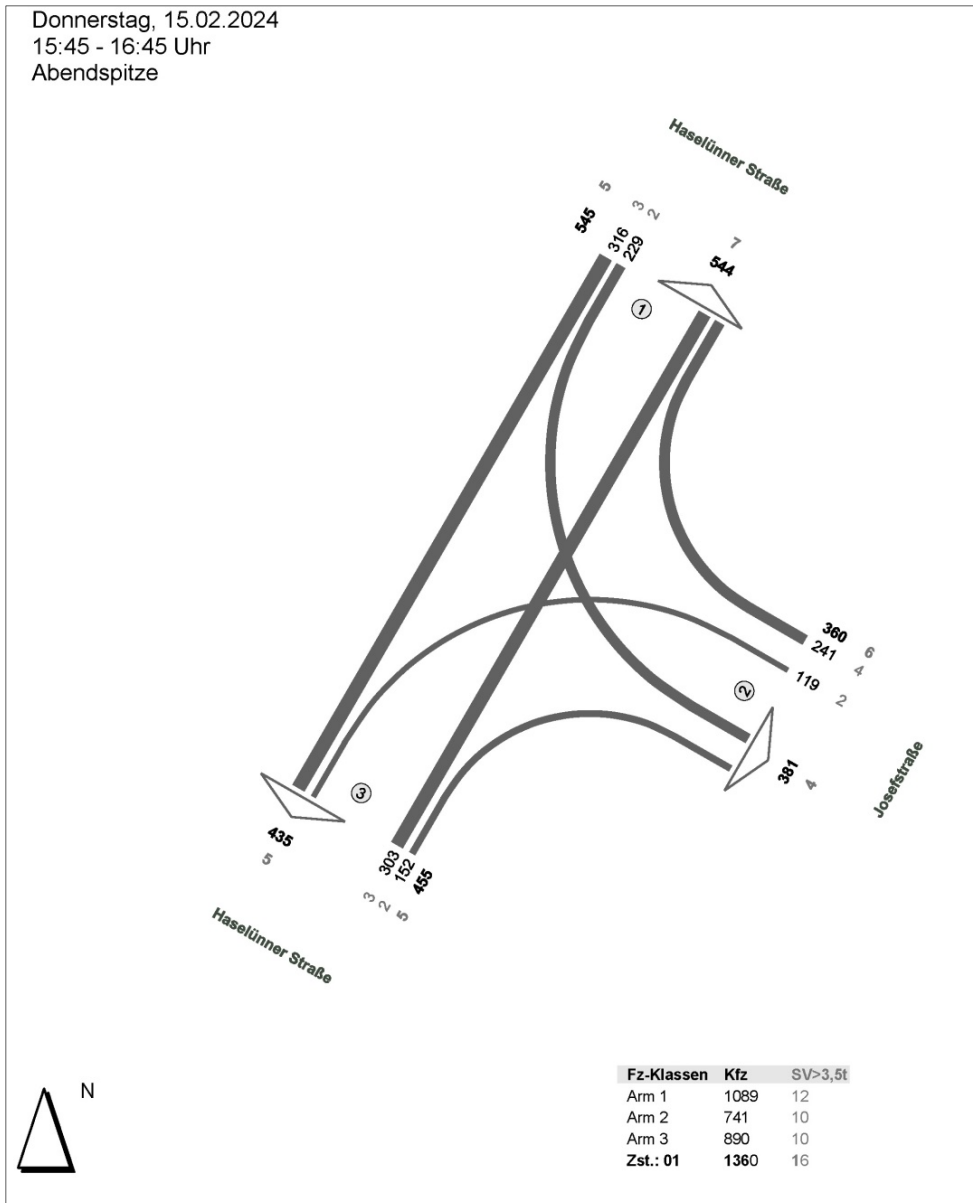 Donnerstag, 15.02.2024
15:45 - 16:45 Uhr
Abendspitze
Haselünner Straße
5
3
2
545
316
229
7
544
1
360
6
241
4
119
2
2
381
4
Josefstraße
3
435
5
303
152
455
3
2
5
Haselünner Straße
N
Fz-Klassen Kfz SV>3,5t
Arm 1 1089 12
Arm 2 741 10
Arm 3 890 10
Zst.: 01 1360 16